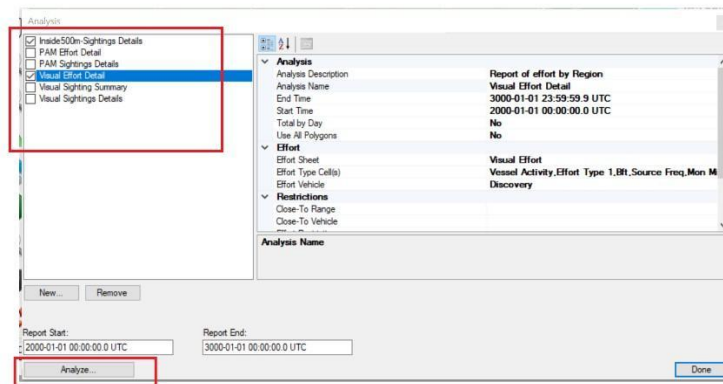 Analysis
Inside500m-Sightings Details
PAM Effort Detail
PAM Sightings Details
Visual Effort Detail
Visual Sighting Summary
Visual Sightings Details
Analysis
Analysis Description Report of effort by Region
Analysis Name Visual Effort Detail
End Time 3000-01-01 23:59:59.9 UTC
Start Time 2000-01-01 00:00:00.0 UTC
Total by Day No
Use All Polygons No
Effort
Effort Sheet Visual Effort
Effort Type Cell(s) Vessel Activity,Effort Type 1,Bft,Source Freq,Mon Mi
Effort Vehicle Discovery
Restrictions
Close-To Range
Close-To Vehicle
Analysis Name
New... Remove
Report Start: Report End:
2000-01-01 00:00:00.0 UTC 3000-01-01 00:00:00.0 UTC
Analyze... Done